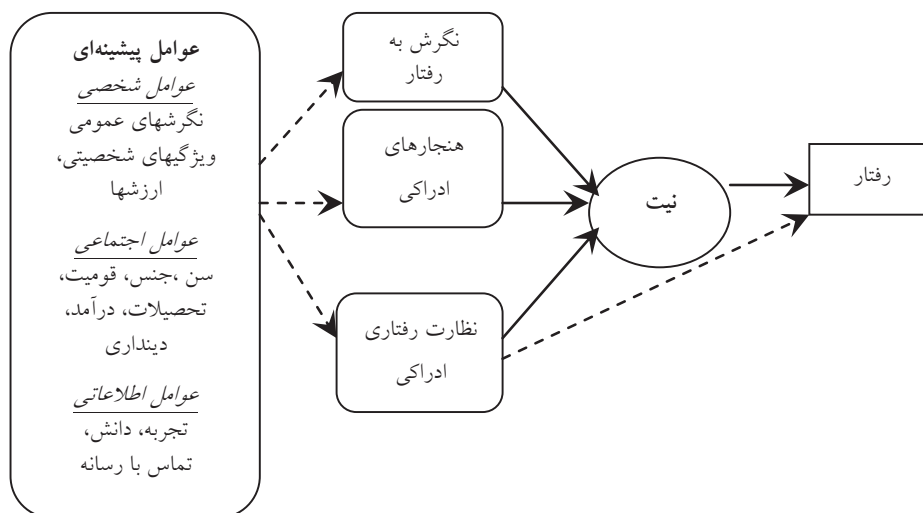 عوامل پیشینه‌ای
عوامل شخصی
نگرشهای عمومی
ویژگیهای شخصیتی،
ارزشها
عوامل اجتماعی
سن ،جنس، قومیت،
تحصیلات، درآمد،
دینداری
عوامل اطلاعاتی
تجربه، دانش،
تماس با رسانه
نگرش به
رفتار
هنجارهای
ادراکی
نظارت رفتاری
ادراکی
نیت
رفتار